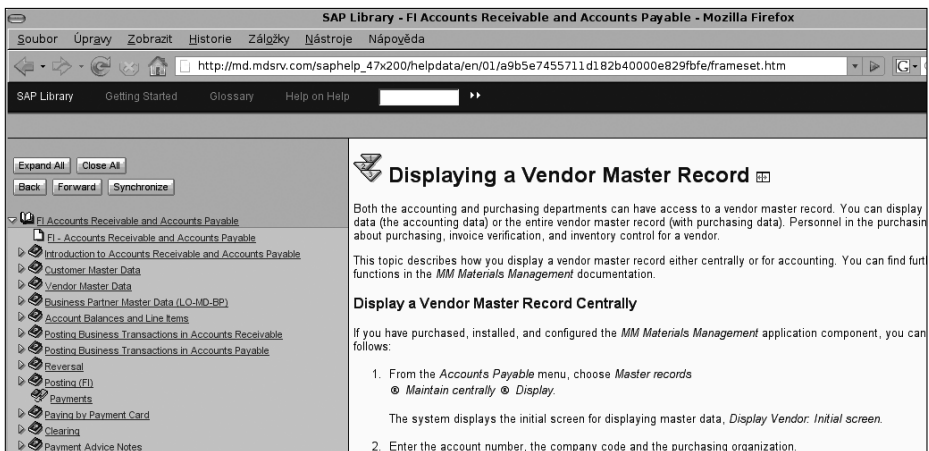 SAP Library - FI Accounts Receivable and Accounts Payable - Mozilla Firefox
Soubor Úpravy Zobrazit Historie Záložky Nástroje Nápověda
http://md.mdsrv.com/saphelp_47x200/helpdata/en/01/a9b5e7455711d182b40000e829fbfe/frameset.htm
SAP Library Getting Started Glossary Help on Help
Expand All Close All
Back Forward Synchronize
FI Accounts Receivable and Accounts Payable
FI - Accounts Receivable and Accounts Payable
Introduction to Accounts Receivable and Accounts Payable
Customer Master Data
Vendor Master Data
Business Partner Master Data (LO-MD-BP)
Account Balances and Line Items
Posting Business Transactions in Accounts Receivable
Posting Business Transactions in Accounts Payable
Reversal
Posting (FI)
Payments
Paying by Payment Card
Clearing
Payment Advice Notes
Displaying a Vendor Master Record
Both the accounting and purchasing departments can have access to a vendor master record. You can display
data (the accounting data) or the entire vendor master record (with purchasing data). Personnel in the purchasin
about purchasing, invoice verification, and inventory control for a vendor.
This topic describes how you display a vendor master record either centrally or for accounting. You can find furt
functions in the MM Materials Management documentation.
Display a Vendor Master Record Centrally
If you have purchased, installed, and configured the MM Materials Management application component, you can
follows:
1. From the Accounts Payable menu, choose Master records
® Maintain centrally ® Display.
The system displays the initial screen for displaying master data, Display Vendor: Initial screen.
2. Enter the account number, the company code and the purchasing organization.